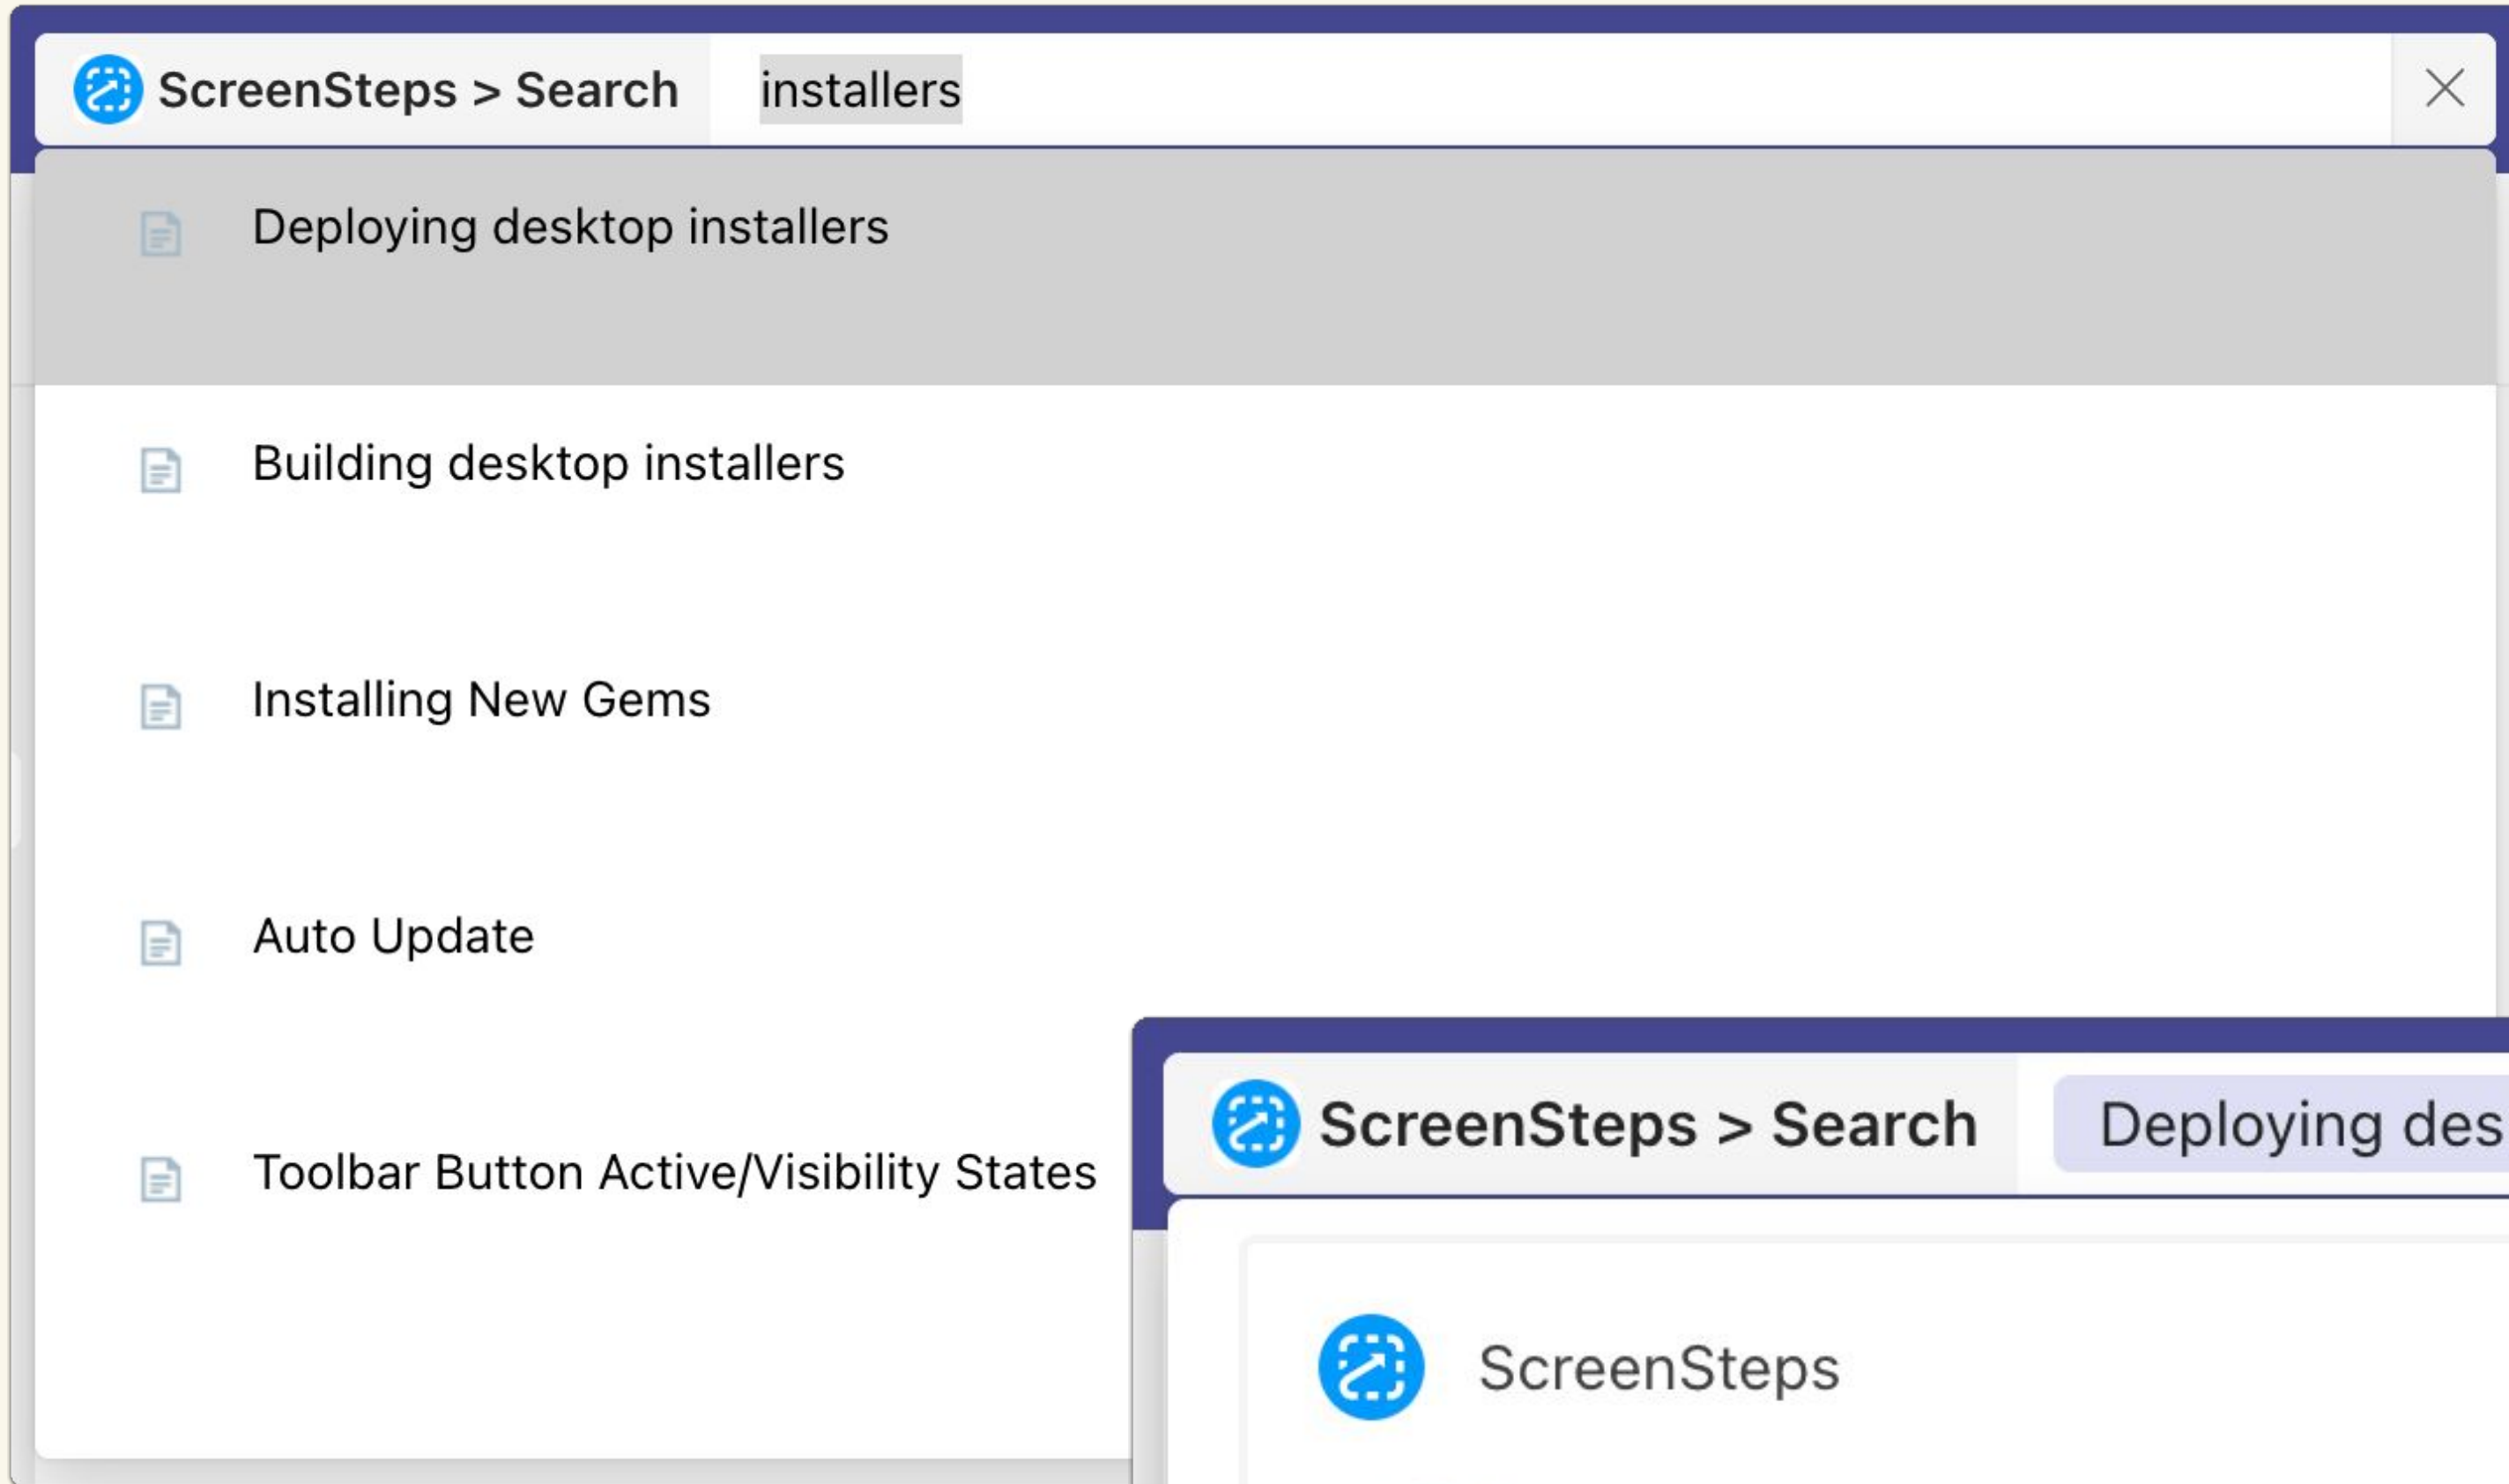 ScreenSteps > Search installers
Deploying desktop installers
Building desktop installers
Installing New Gems
Auto Update
Toolbar Button Active/Visibility States
ScreenSteps > Search Deploying des
ScreenSteps